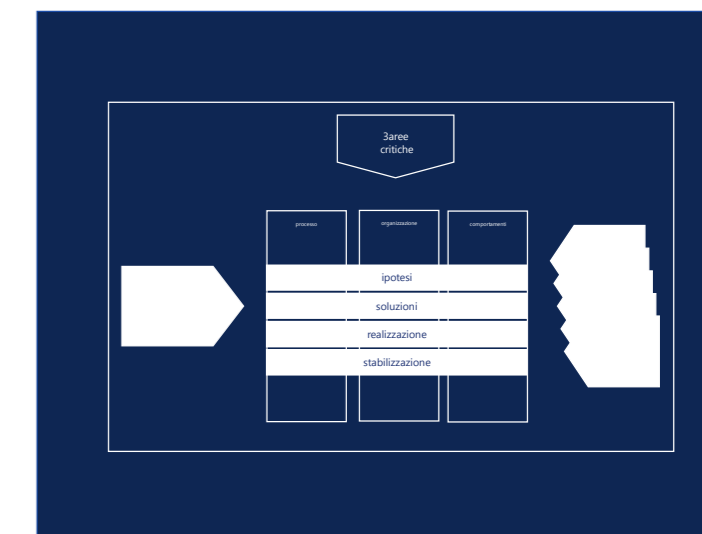 3aree
critiche
processo
organizzazione
comportamenti
ipotesi
soluzioni
realizzazione
stabilizzazione